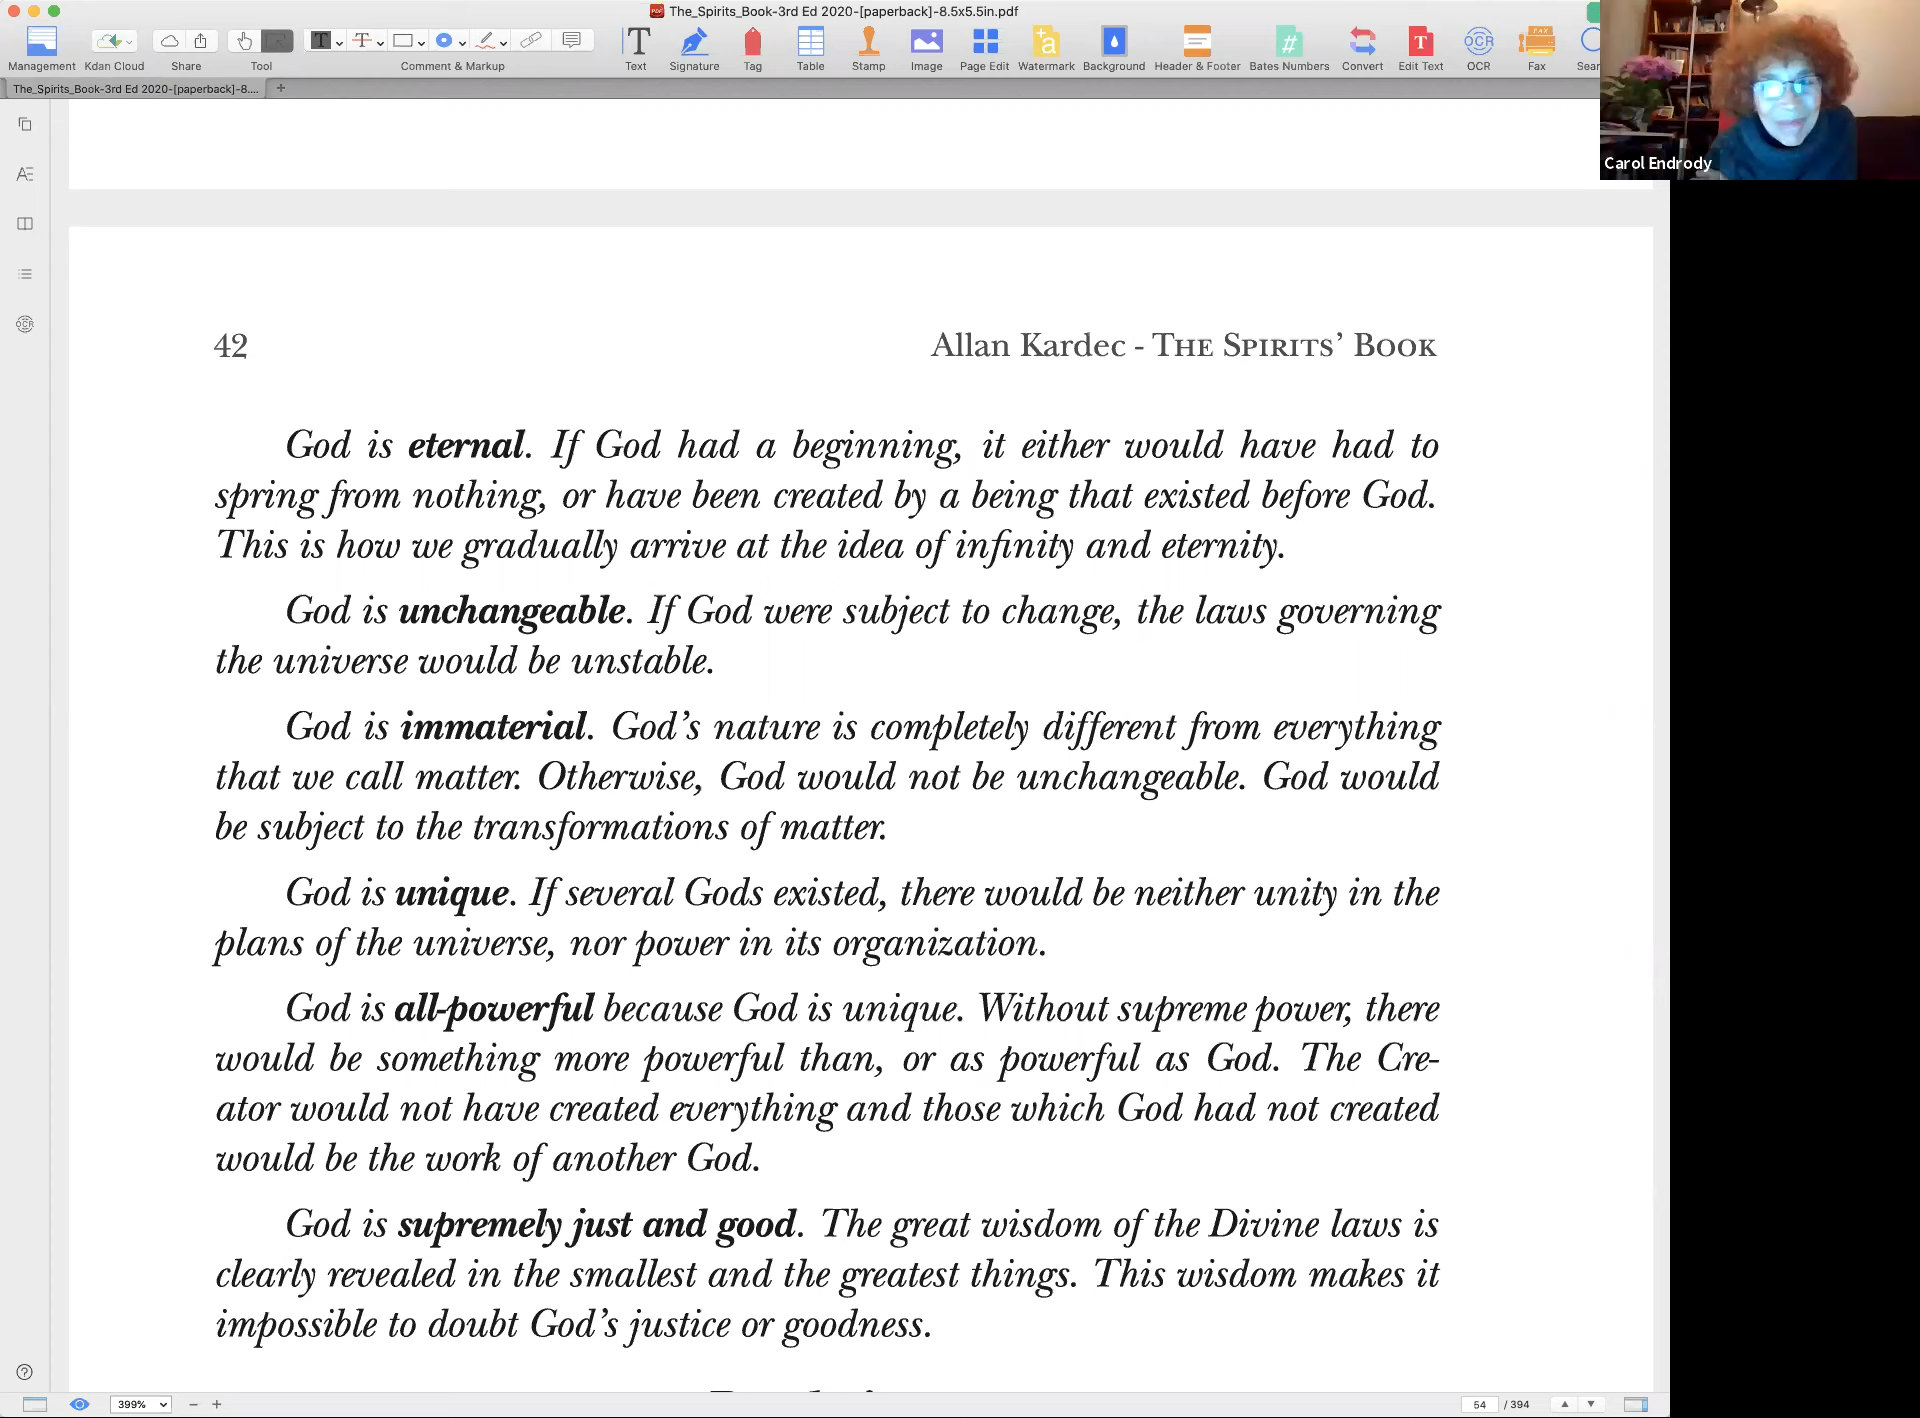 The_Spirits_Book-3rd Ed 2020-[paperback]-8.5x5.5in.pdf
Management Kdan Cloud Share Tool Comment & Markup Text Signature Tag Table Stamp Image Page Edit Watermark Background Header & Footer Bates Numbers Convert Edit Text OCR Fax
The_Spirits_Book-3rd Ed 2020-[paperback]-8....
Carol Endrody
42 Allan Kardec - THE SPIRITS’ BOOK
God is eternal. If God had a beginning, it either would have had to
spring from nothing, or have been created by a being that existed before God.
This is how we gradually arrive at the idea of infinity and eternity.
God is unchangeable. If God were subject to change, the laws governing
the universe would be unstable.
God is immaterial. God’s nature is completely different from everything
that we call matter. Otherwise, God would not be unchangeable. God would
be subject to the transformations of matter.
God is unique. If several Gods existed, there would be neither unity in the
plans of the universe, nor power in its organization.
God is all-powerful because God is unique. Without supreme power, there
would be something more powerful than, or as powerful as God. The Cre-
ator would not have created everything and those which God had not created
would be the work of another God.
God is supremely just and good. The great wisdom of the Divine laws is
clearly revealed in the smallest and the greatest things. This wisdom makes it
impossible to doubt God’s justice or goodness.
399% 54 / 394